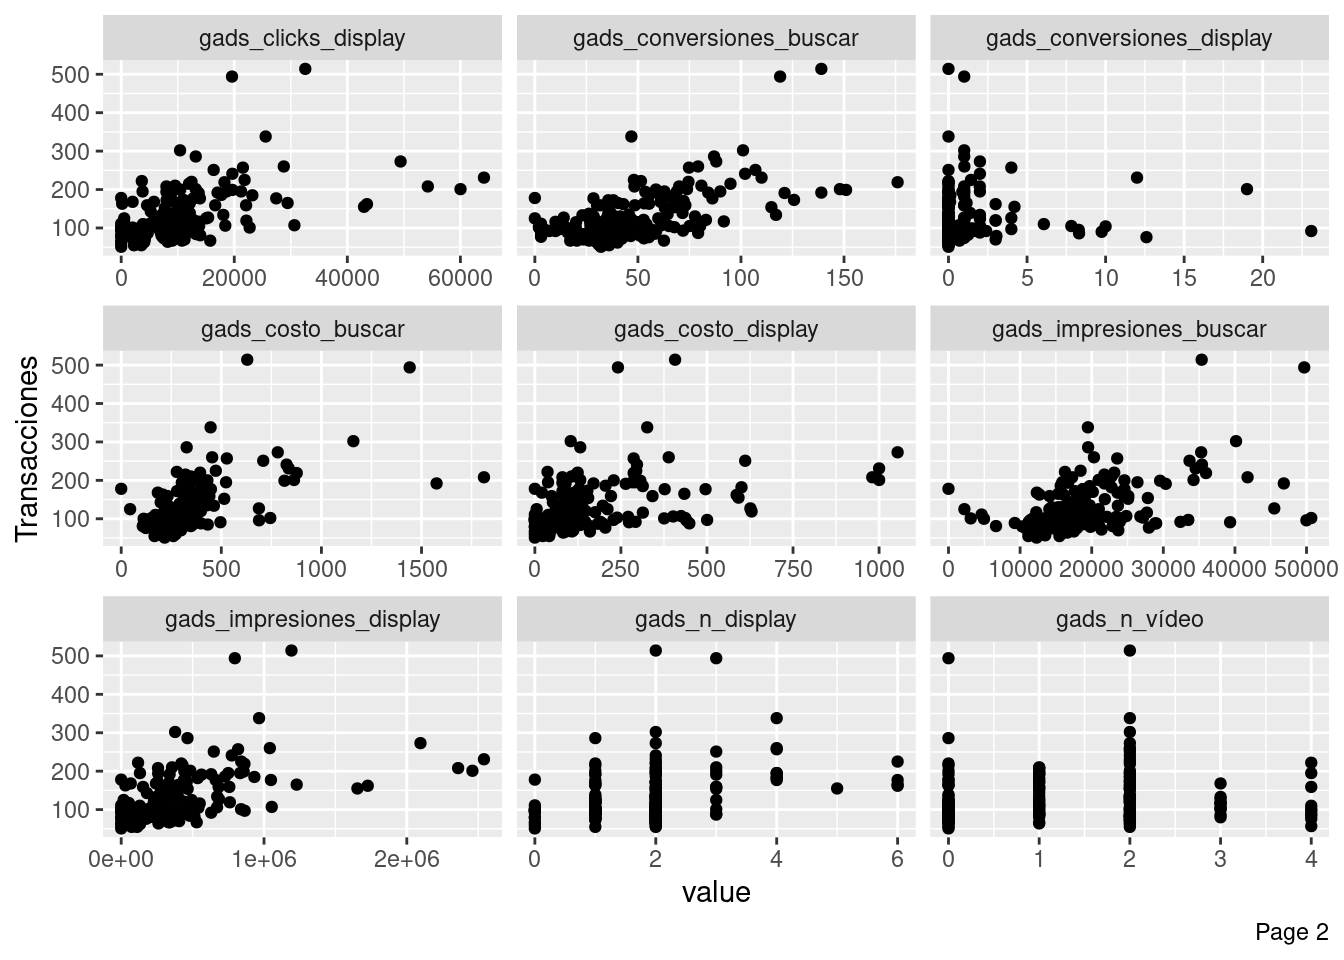 gads_clicks_display gads_conversiones_buscar gads_conversiones_display
500
400
300
200
100
0 20000 40000 60000 0 50 100 150 0 5 10 15 20
gads_costo_buscar gads_costo_display gads_impresiones_buscar
Transacciones
500
400
300
200
100
0 500 1000 1500 0 250 500 750 1000 0 10000 20000 30000 40000 50000
gads_impresiones_display gads_n_display gads_n_vídeo
500
400
300
200
100
0e+00 1e+06 2e+06 0 2 4 6 0 1 2 3 4
value
Page 2